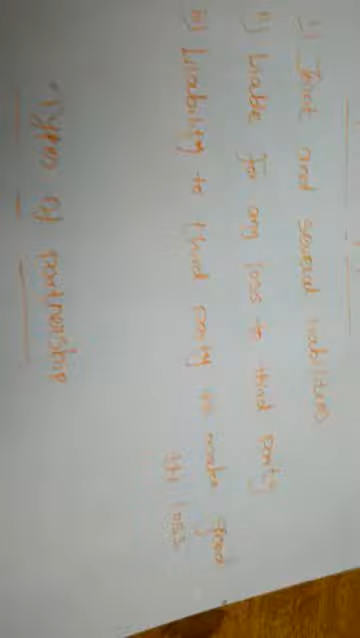 i) Joint and several liabilities
ii) Liable for any loss to third party
iii) Liability to third party to make good
the loss
Types of partnership